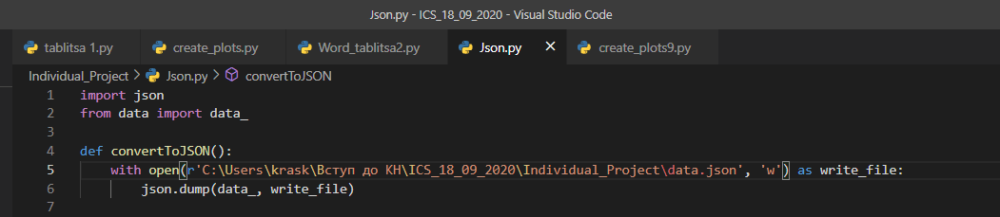 Json.py - ICS_18_09_2020 - Visual Studio Code
tablitsa 1.py create_plots.py Word_tablitsa2.py Json.py × create_plots9.py
Individual_Project > Json.py > convertToJSON
1 import json
2 from data import data_
3
4 def convertToJSON():
5 with open(r'C:\Users\krask\Вступ до КН\ICS_18_09_2020\Individual_Project\data.json', 'w') as write_file:
6 json.dump(data_, write_file)
7